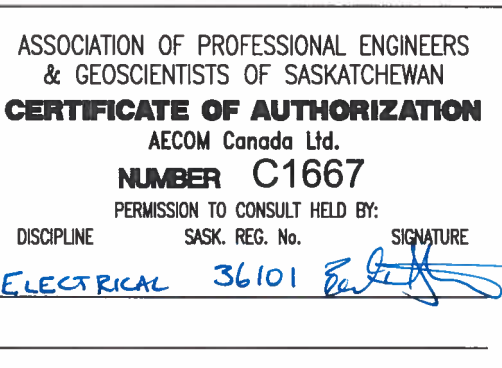 ASSOCIATION OF PROFESSIONAL ENGINEERS
& GEOSCIENTISTS OF SASKATCHEWAN
CERTIFICATE OF AUTHORIZATION
AECOM Canada Ltd.
NUMBER C1667
PERMISSION TO CONSULT HELD BY:
DISCIPLINE SASK. REG. No. SIGNATURE
ELECTRICAL 36101